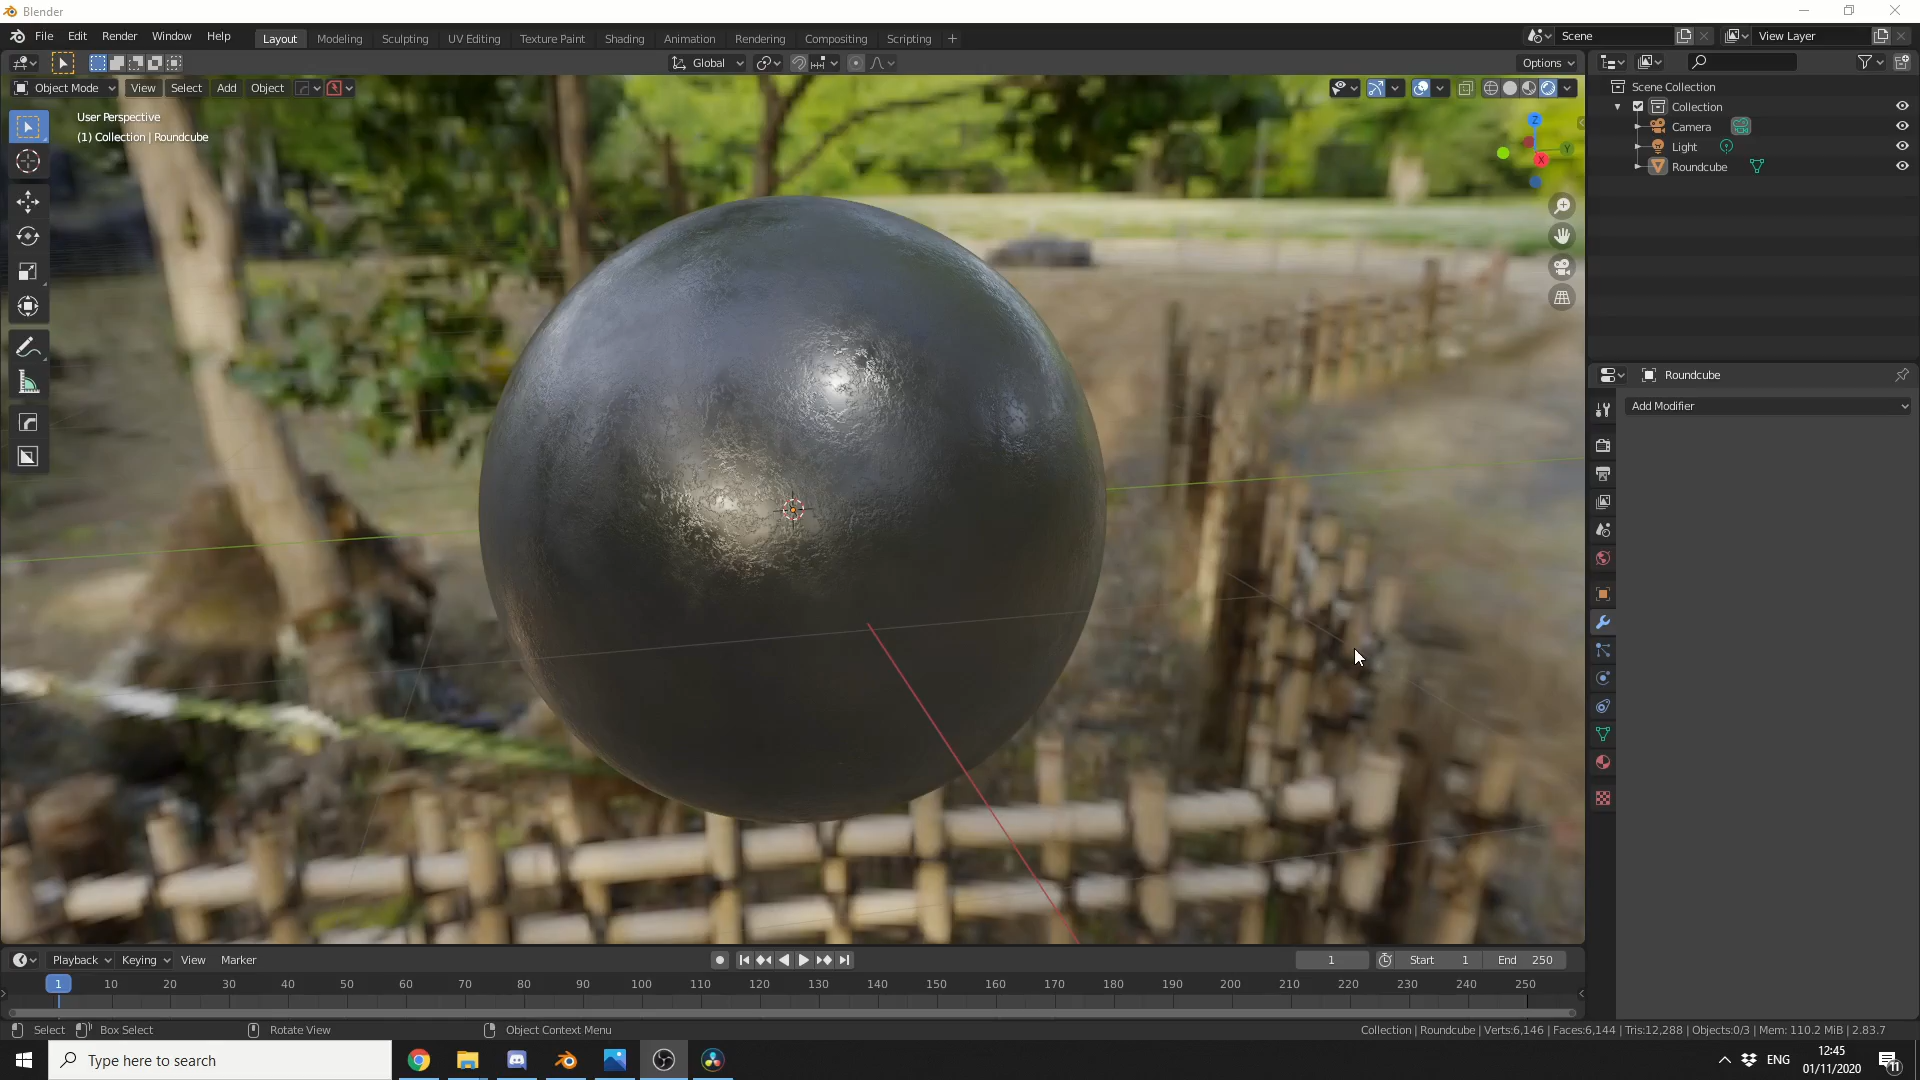 Blender
File Edit Render Window Help
Layout Modeling Sculpting UV Editing Texture Paint Shading Animation Rendering Compositing Scripting +
Scene
View Layer
Global
Options
Object Mode View Select Add Object
User Perspective
(1) Collection | Roundcube
Z
Y
X
Scene Collection
Collection
Camera
Light
Roundcube
Roundcube
Add Modifier
Playback Keying View Marker
1
Start 1
End 250
1 10 20 30 40 50 60 70 80 90 100 110 120 130 140 150 160 170 180 190 200 210 220 230 240 250
Select Box Select Rotate View Object Context Menu
Collection | Roundcube | Verts:6,146 | Faces:6,144 | Tris:12,288 | Objects:0/3 | Mem: 110.2 MiB | 2.83.7
Type here to search
ENG
12:45
01/11/2020
11